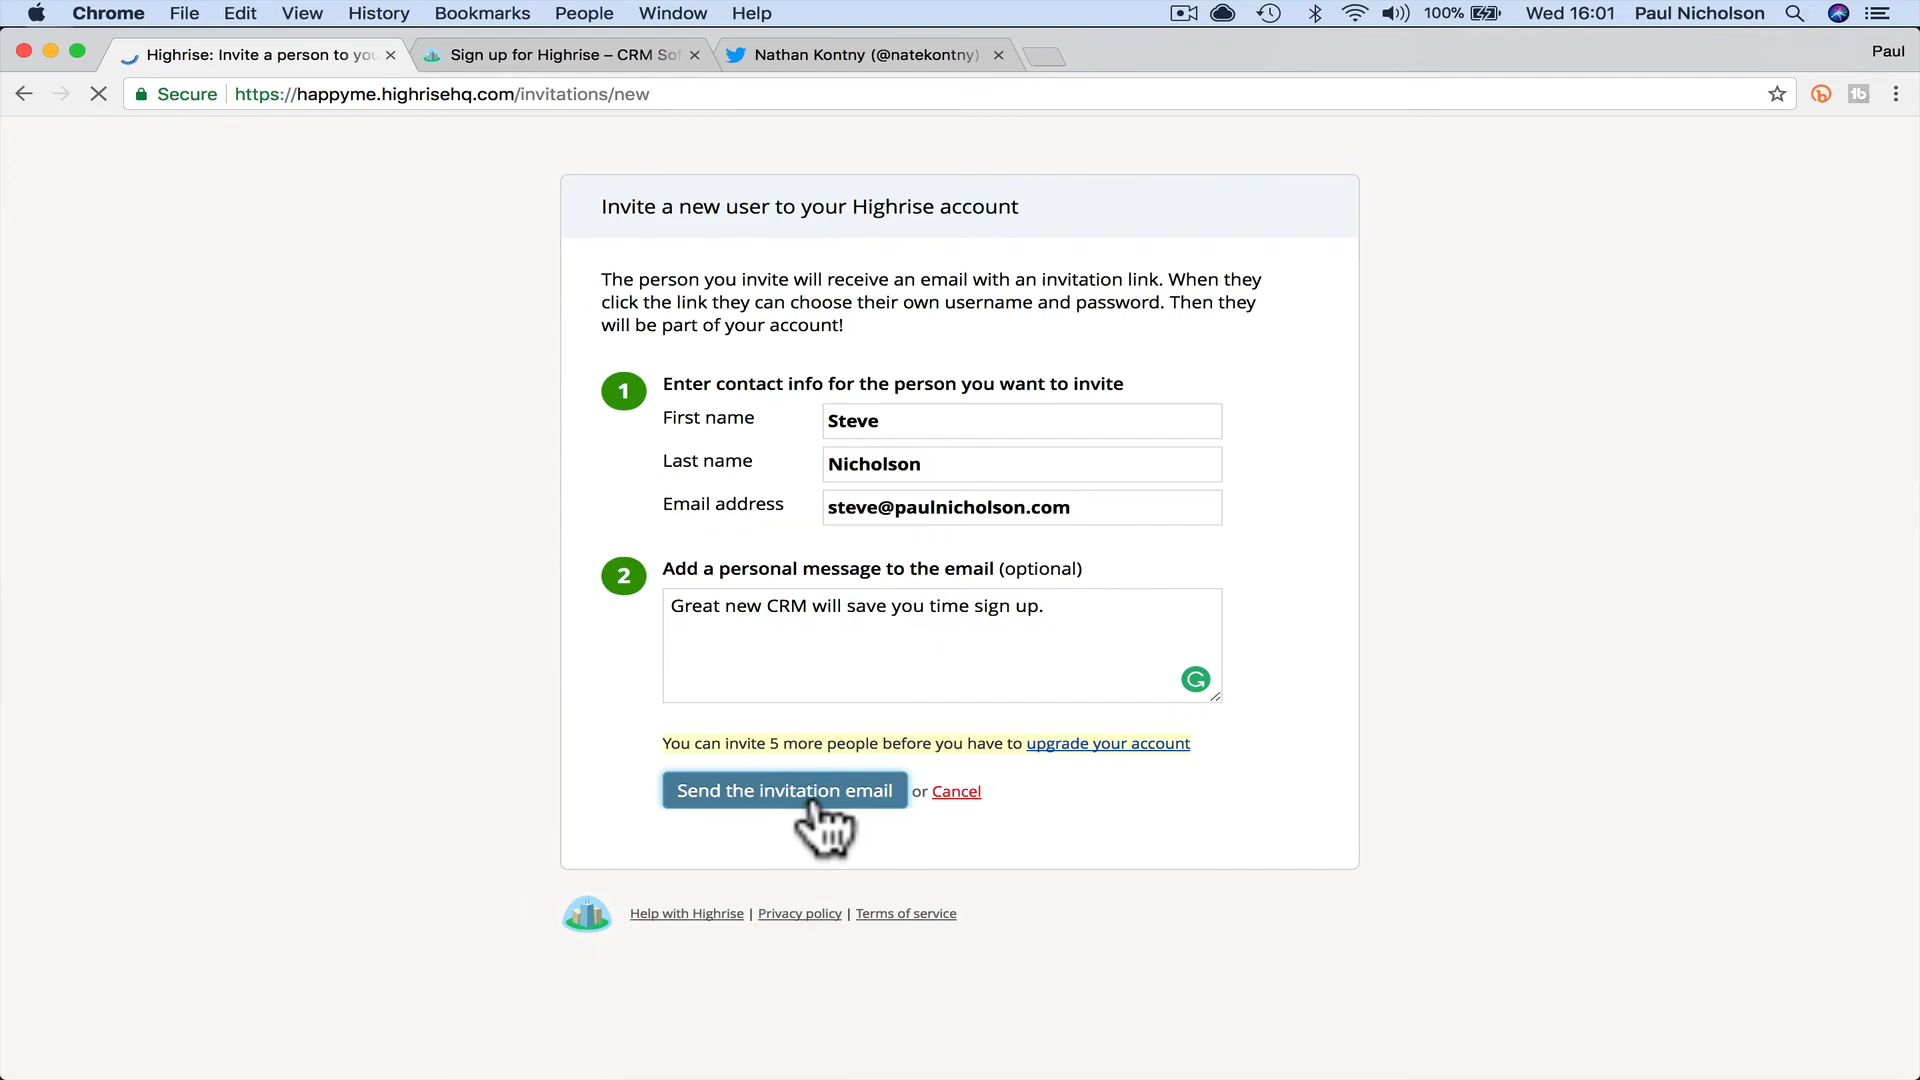 Chrome File Edit View History Bookmarks People Window Help 100% Wed 16:01 Paul Nicholson
Highrise: Invite a person to you Sign up for Highrise – CRM Sof Nathan Kontny (@natekontny) Paul
Secure https://happyme.highrisehq.com/invitations/new
Invite a new user to your Highrise account
The person you invite will receive an email with an invitation link. When they
click the link they can choose their own username and password. Then they
will be part of your account!
1 Enter contact info for the person you want to invite
First name Steve
Last name Nicholson
Email address steve@paulnicholson.com
2 Add a personal message to the email (optional)
Great new CRM will save you time sign up.
You can invite 5 more people before you have to upgrade your account
Send the invitation email or Cancel
Help with Highrise | Privacy policy | Terms of service